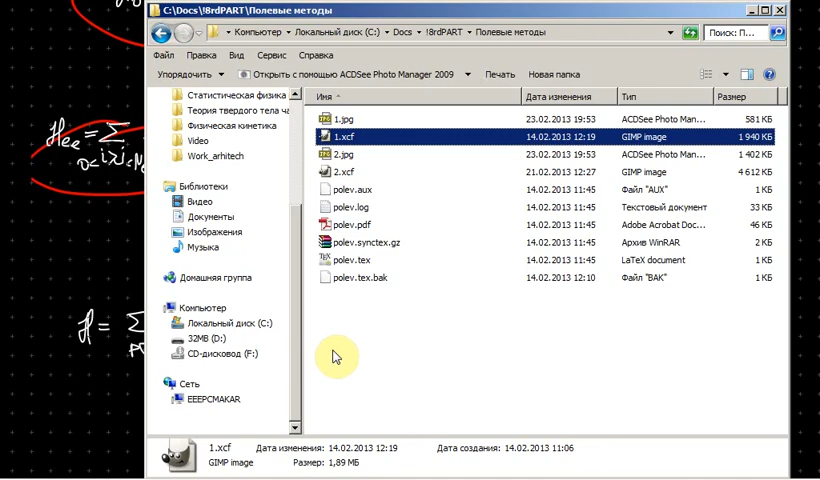 C:\Docs\!8rdPART\Полевые методы
Компьютер Локальный диск (C:) Docs !8rdPART Полевые методы Поиск: П...
Файл Правка Вид Сервис Справка
Упорядочить Открыть с помощью ACDSee Photo Manager 2009 Печать Новая папка
Имя Дата изменения Тип Размер
Статистическая физика
Теория твердого тела ча
Физическая кинетика
Video
Work_arhitech
Библиотеки
Видео
Документы
Изображения
Музыка
Домашняя группа
Компьютер
Локальный диск (C:)
32MB (D:)
CD-дисковод (F:)
Сеть
EEEPCMAKAR
1.jpg 23.02.2013 19:53 ACDSee Photo Man... 581 КБ
1.xcf 14.02.2013 12:19 GIMP image 1 940 КБ
2.jpg 23.02.2013 19:53 ACDSee Photo Man... 1 402 КБ
2.xcf 21.02.2013 12:27 GIMP image 4 612 КБ
polev.aux 14.02.2013 11:45 Файл "AUX" 1 КБ
polev.log 14.02.2013 11:45 Текстовый документ 33 КБ
polev.pdf 14.02.2013 11:45 Adobe Acrobat Doc... 46 КБ
polev.synctex.gz 14.02.2013 11:45 Архив WinRAR 2 КБ
polev.tex 14.02.2013 11:45 LaTeX document 1 КБ
polev.tex.bak 14.02.2013 12:10 Файл "BAK" 1 КБ
1.xcf Дата изменения: 14.02.2013 12:19 Дата создания: 14.02.2013 11:06
GIMP image Размер: 1,89 МБ
H = Σ